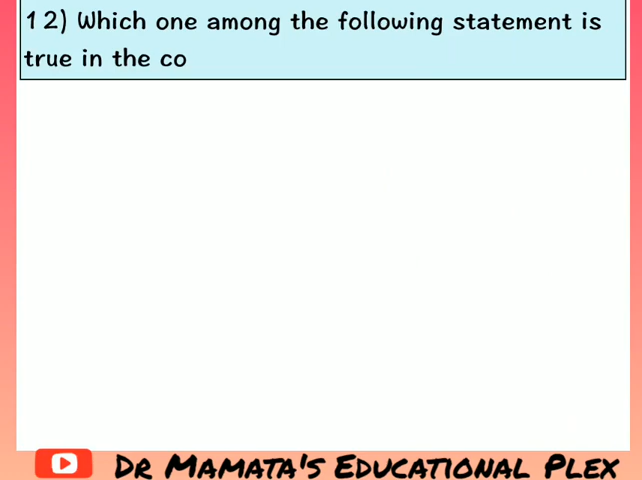 12) Which one among the following statement is
true in the co
DR MAMATA'S EDUCATIONAL PLEX